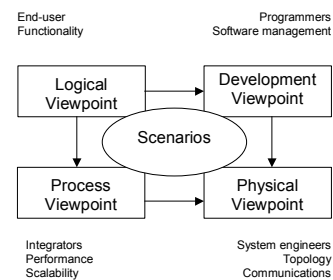 End-user
Functionality
Programmers
Software management
Logical
Viewpoint
Development
Viewpoint
Scenarios
Process
Viewpoint
Physical
Viewpoint
Integrators
Performance
Scalability
System engineers
Topology
Communications